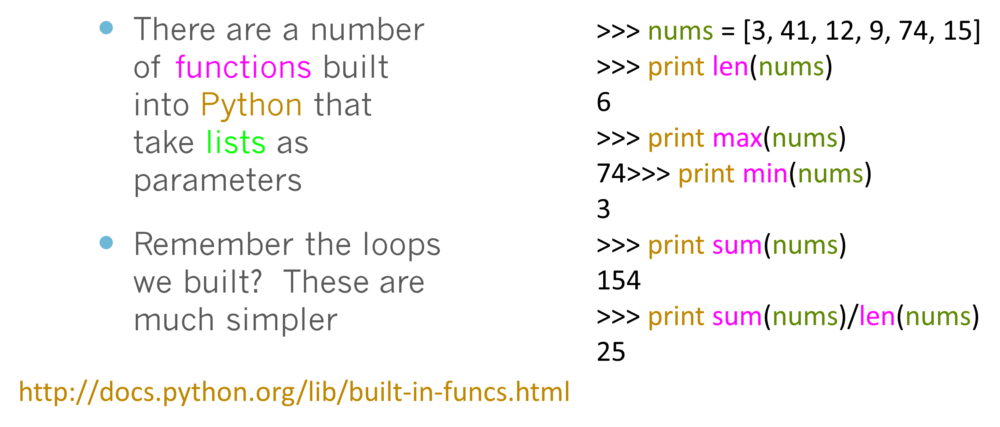 There are a number
of functions built
into Python that
take lists as
parameters
Remember the loops
we built?  These are
much simpler
>>> nums = [3, 41, 12, 9, 74, 15]
>>> print len(nums)
6
>>> print max(nums)
74>>> print min(nums)
3
>>> print sum(nums)
154
>>> print sum(nums)/len(nums)
25
http://docs.python.org/lib/built-in-funcs.html